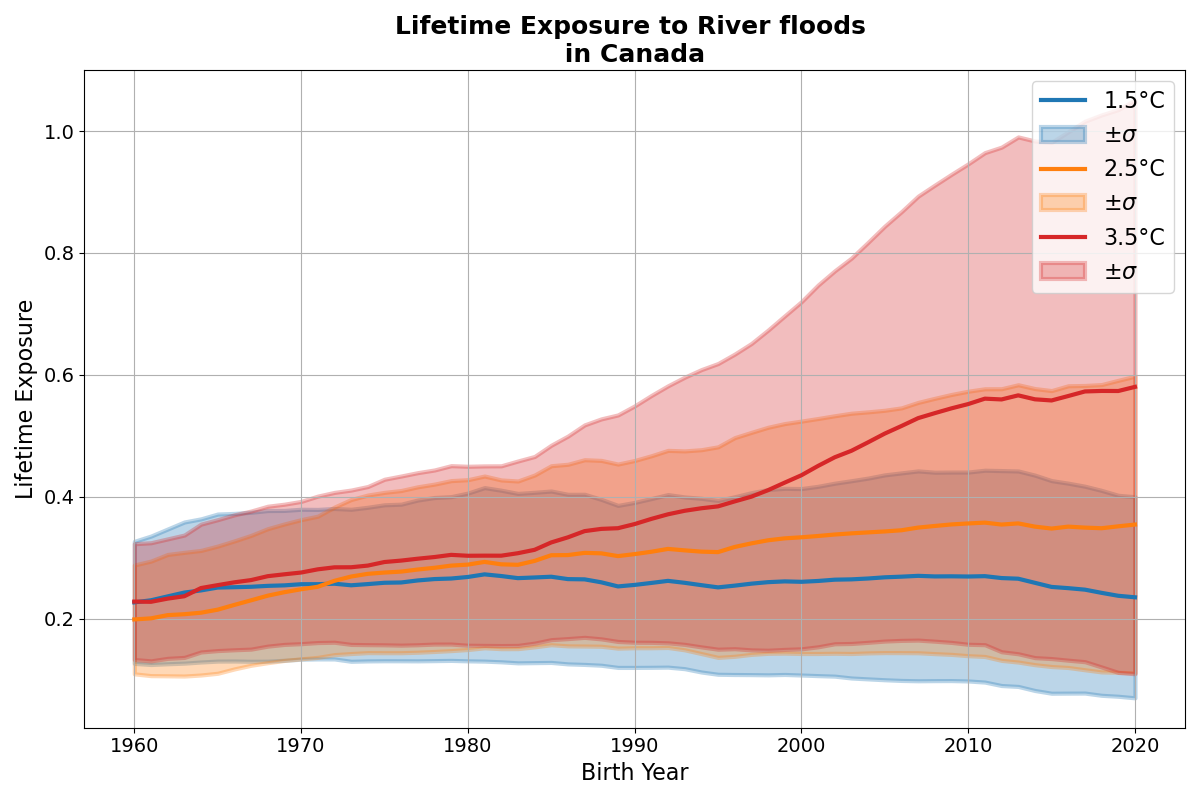 Lifetime Exposure to River floods
in Canada
1.5°C
±σ
2.5°C
±σ
3.5°C
±σ
Lifetime Exposure
1.0
0.8
0.6
0.4
0.2
1960 1970 1980 1990 2000 2010 2020
Birth Year